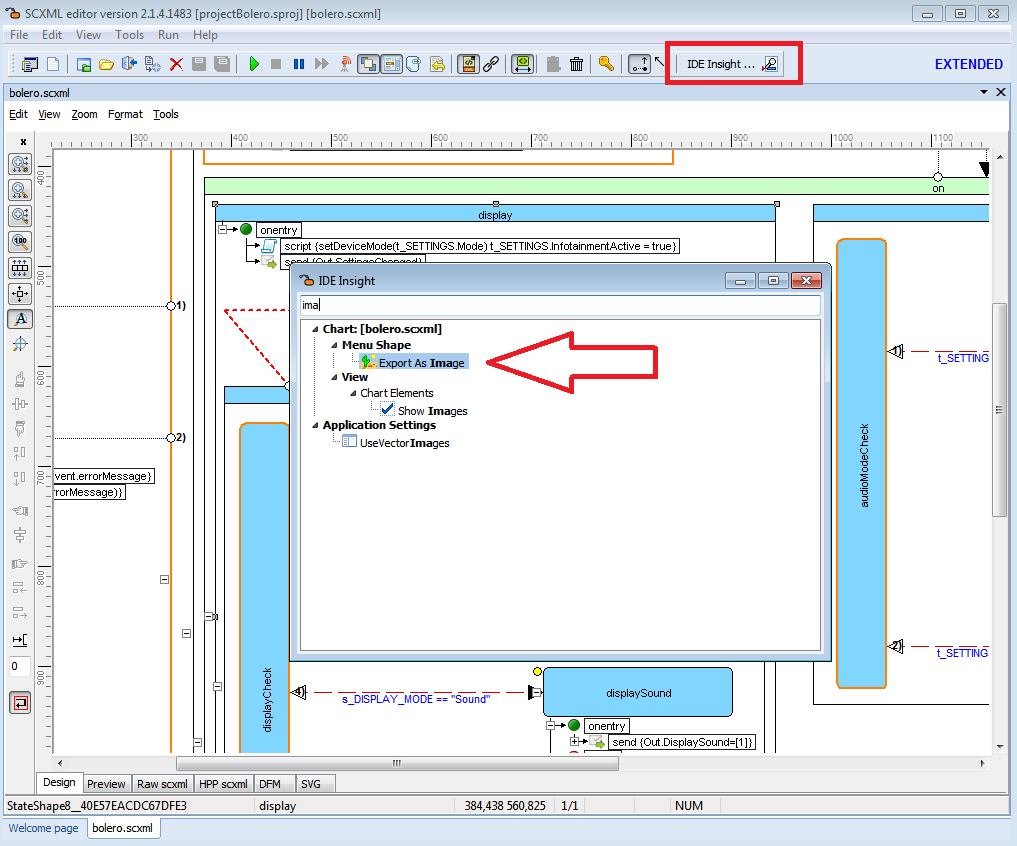 SCXML editor version 2.1.4.1483 [projectBolero.sproj] [bolero.scxml]
File Edit View Tools Run Help
IDE Insight ...
EXTENDED
bolero.scxml
Edit View Zoom Format Tools
x
300 400 500 600 700 800 900 1000 1100
400
500
600
700
800
900
100
A
0
on
display
onentry
script {setDeviceMode(t_SETTINGS.Mode) t_SETTINGS.InfotainmentActive = true}
send {Out.SettingsChanged}
1)
2)
vent.errorMessage}
rorMessage)}
IDE Insight
ima
Chart: [bolero.scxml]
Menu Shape
Export As Image
View
Chart Elements
Show Images
Application Settings
UseVectorImages
audioModeCheck
1)
t_SETTING
2)
t_SETTING
displayCheck
4)
s_DISPLAY_MODE == "Sound"
displaySound
onentry
send {Out.DisplaySound=[1]}
Design Preview Raw scxml HPP scxml DFM SVG
StateShape8__40E57EACDC67DFE3 display 384,438 560,825 1/1 NUM
Welcome page bolero.scxml